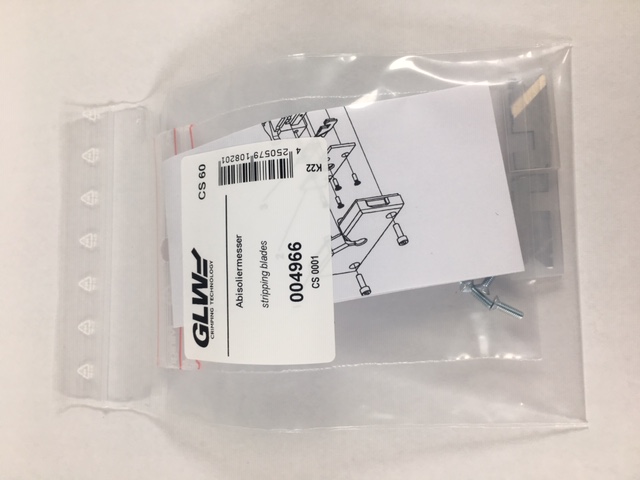 GLW
CRIMPING TECHNOLOGY
Abisoliermesser
stripping blades
004966
CS 0001
CS 60
4 250579 108201
K22